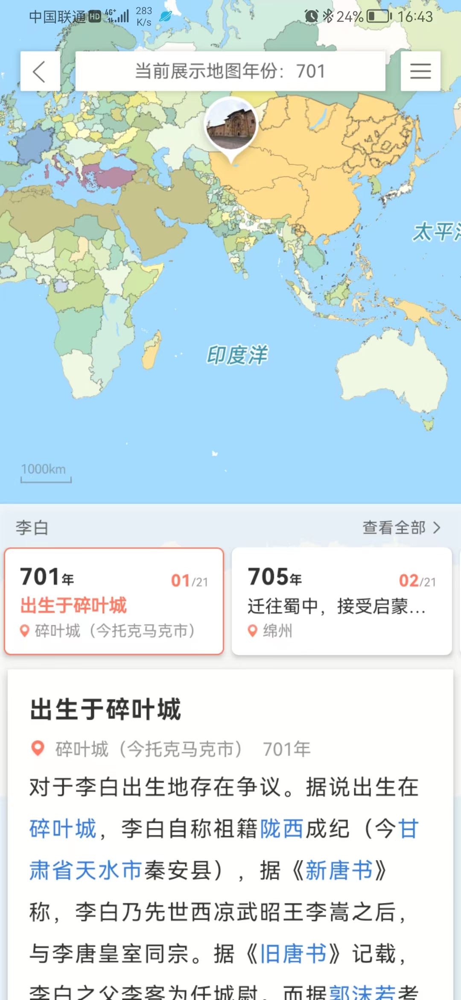 中国联通 HD 4G+ 283 K/s 24% 16:43
当前展示地图年份：701
太平洋
印度洋
1000km
李白 查看全部
701年 01/21
出生于碎叶城
碎叶城（今托克马克市）
705年 02/21
迁往蜀中，接受启蒙...
绵州
出生于碎叶城
碎叶城（今托克马克市） 701年
对于李白出生地存在争议。据说出生在
碎叶城，李白自称祖籍陇西成纪（今甘
肃省天水市秦安县），据《新唐书》
称，李白乃先世西凉武昭王李嵩之后，
与李唐皇室同宗。据《旧唐书》记载，
李白之父李客为任城尉。而据郭沫若考